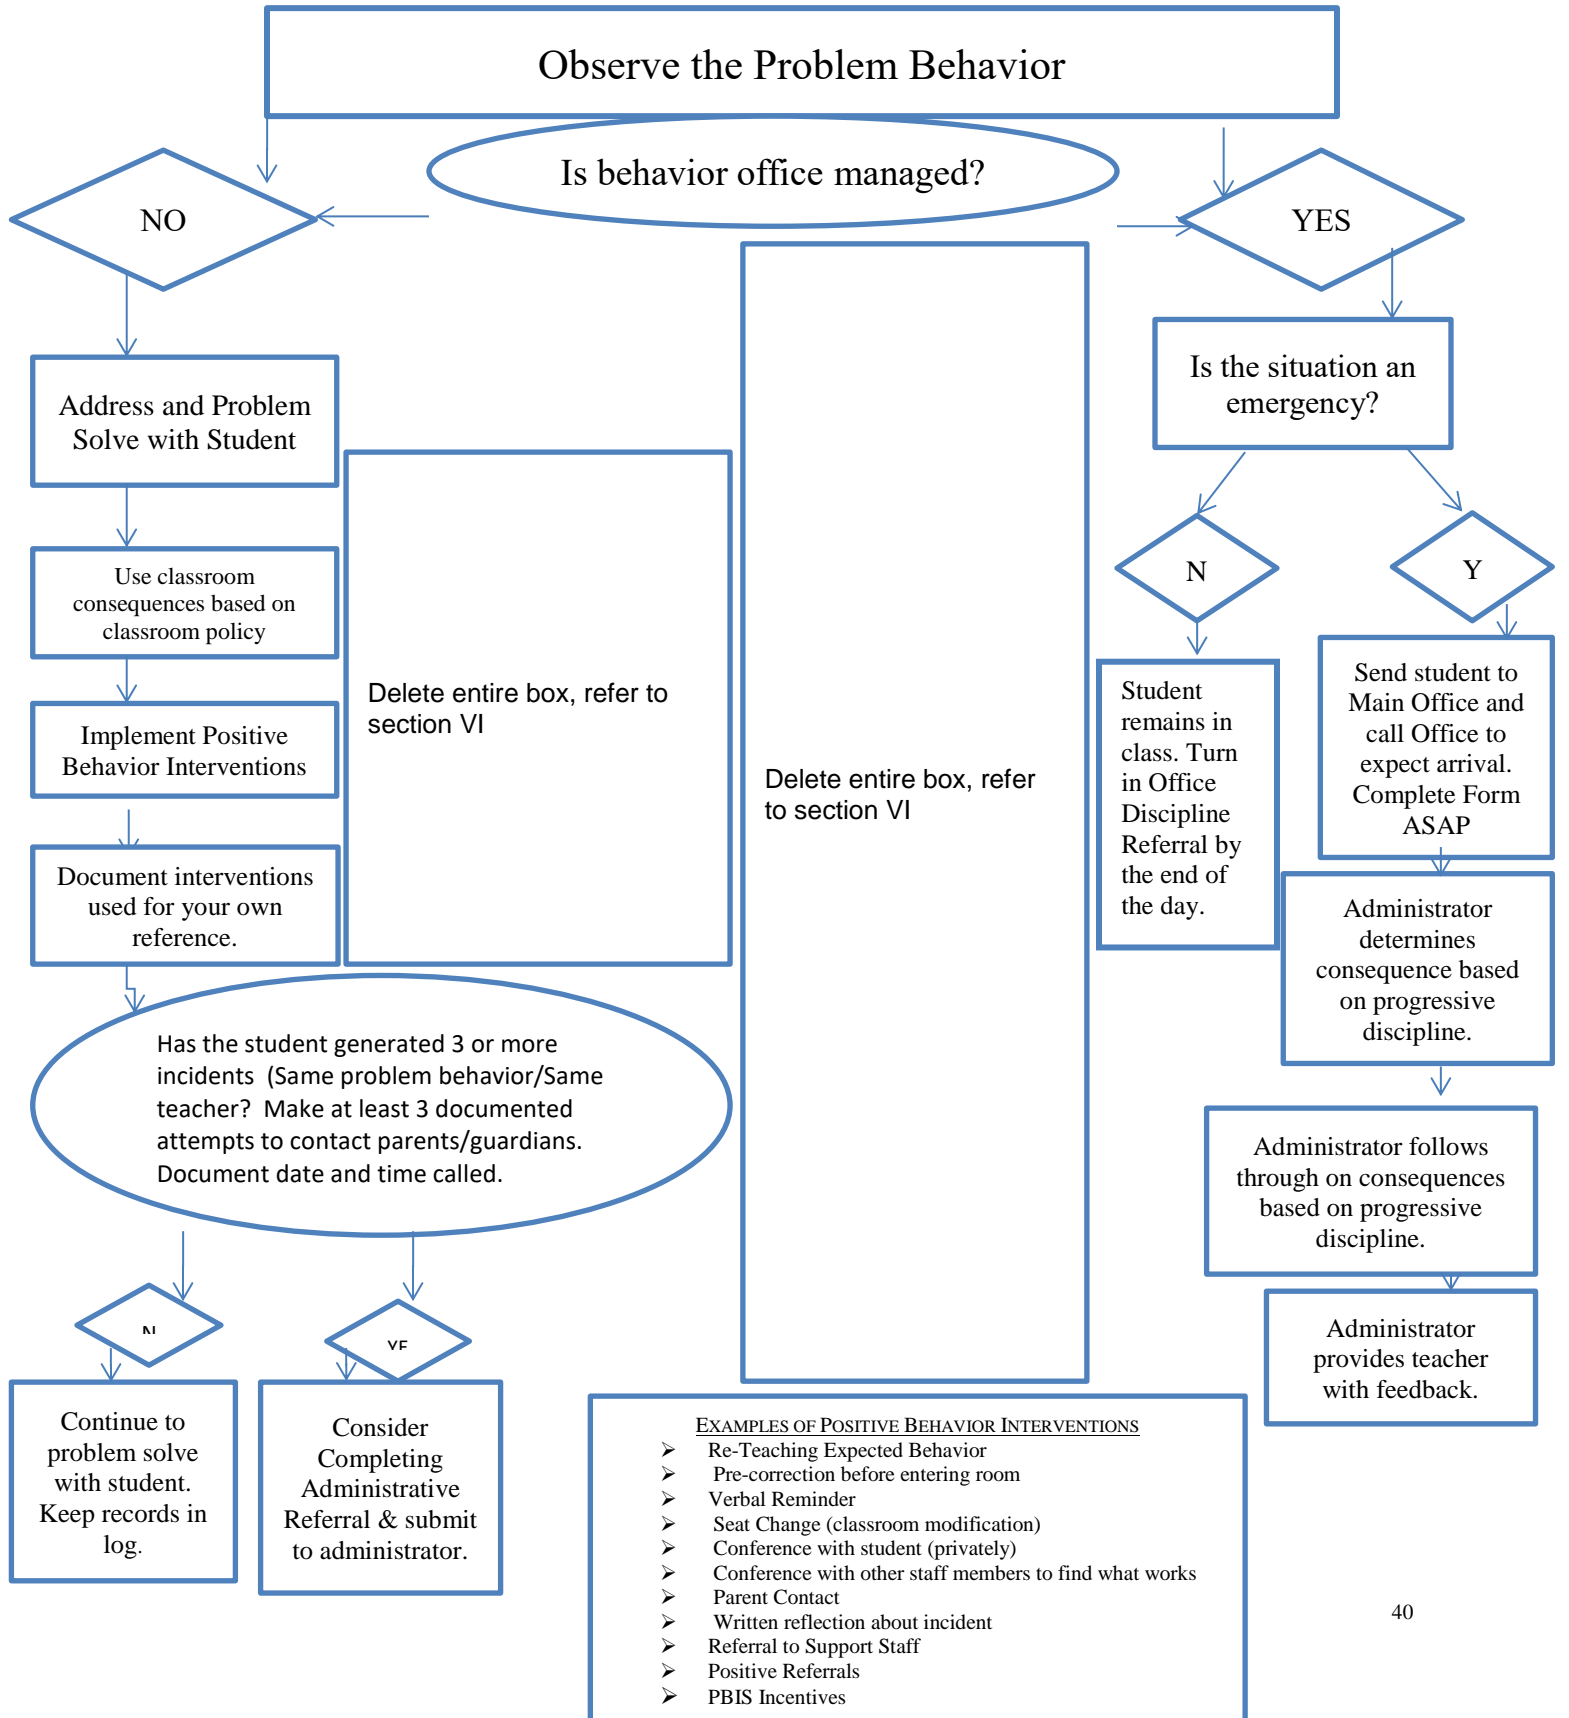 Observe the Problem Behavior
Is behavior office managed?
NO
YES
Address and Problem
Solve with Student
Use classroom
consequences based on
classroom policy
Implement Positive
Behavior Interventions
Document interventions
used for your own
reference.
Delete entire box, refer to
section VI
Has the student generated 3 or more
incidents  (Same problem behavior/Same
teacher?  Make at least 3 documented
attempts to contact parents/guardians.
Document date and time called.
Continue to
problem solve
with student.
Keep records in
log.
Consider
Completing
Administrative
Referral & submit
to administrator.
Delete entire box, refer
to section VI
Is the situation an
emergency?
N
Y
Student
remains in
class. Turn
in Office
Discipline
Referral by
the end of
the day.
Send student to
Main Office and
call Office to
expect arrival.
Complete Form
ASAP
Administrator
determines
consequence based
on progressive
discipline.
Administrator follows
through on consequences
based on progressive
discipline.
Administrator
provides teacher
with feedback.
EXAMPLES OF POSITIVE BEHAVIOR INTERVENTIONS
➢ Re-Teaching Expected Behavior
➢ Pre-correction before entering room
➢ Verbal Reminder
➢ Seat Change (classroom modification)
➢ Conference with student (privately)
➢ Conference with other staff members to find what works
➢ Parent Contact
➢ Written reflection about incident
➢ Referral to Support Staff
➢ Positive Referrals
➢ PBIS Incentives
40